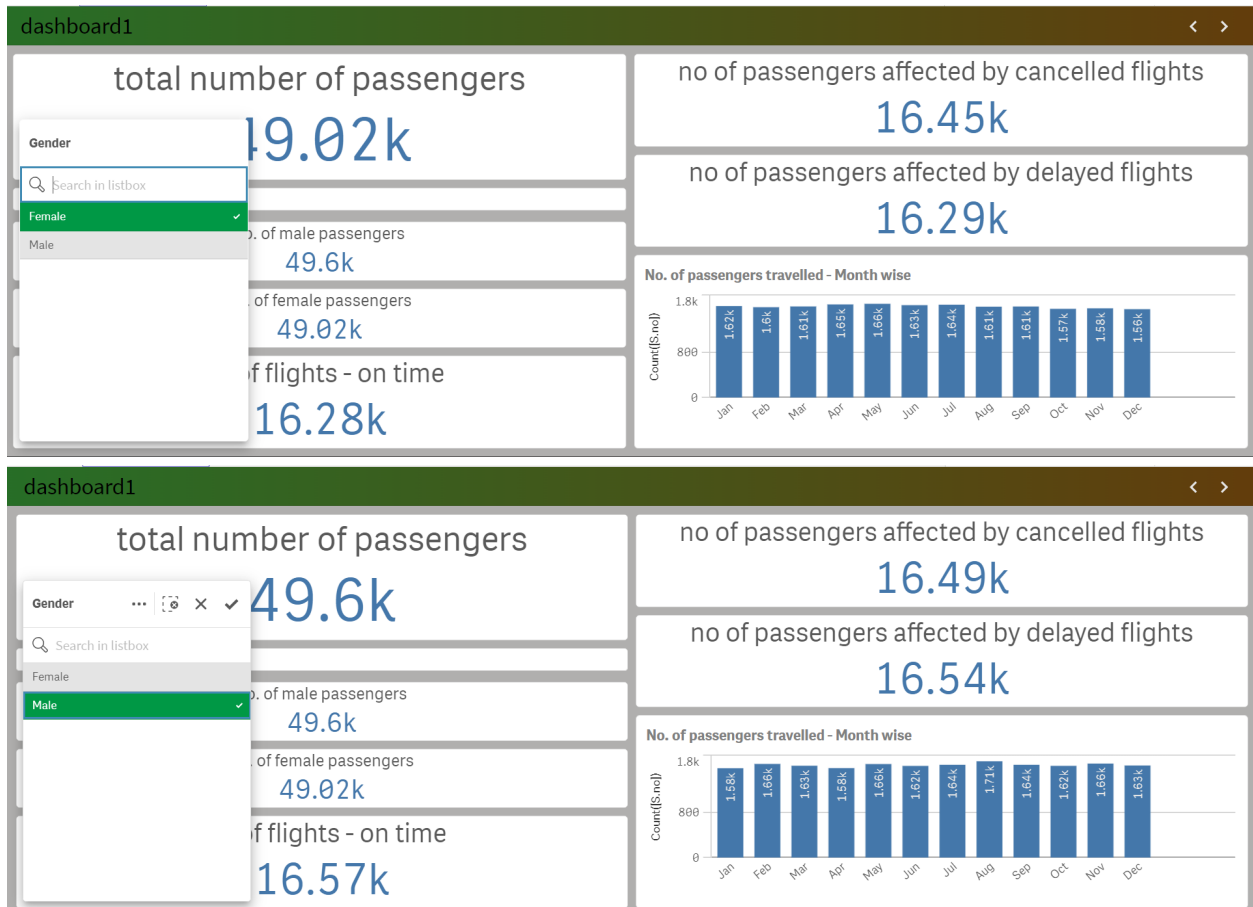 dashboard1
total number of passengers
49.02k
Gender
Search in listbox
Female
Male
of male passengers
49.6k
of female passengers
49.02k
flights - on time
16.28k
no of passengers affected by cancelled flights
16.45k
no of passengers affected by delayed flights
16.29k
No. of passengers travelled - Month wise
Count([S.no])
1.8k
800
0
1.62k 1.6k 1.61k 1.65k 1.66k 1.63k 1.64k 1.61k 1.61k 1.57k 1.58k 1.56k
Jan Feb Mar Apr May Jun Jul Aug Sep Oct Nov Dec
dashboard1
total number of passengers
49.6k
Gender
Search in listbox
Female
Male
of male passengers
49.6k
of female passengers
49.02k
flights - on time
16.57k
no of passengers affected by cancelled flights
16.49k
no of passengers affected by delayed flights
16.54k
No. of passengers travelled - Month wise
Count([S.no])
1.8k
800
0
1.58k 1.66k 1.63k 1.58k 1.66k 1.62k 1.64k 1.71k 1.64k 1.62k 1.66k 1.63k
Jan Feb Mar Apr May Jun Jul Aug Sep Oct Nov Dec